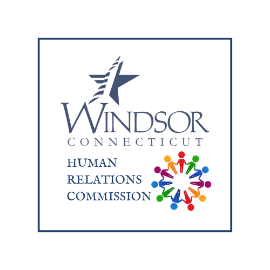 WINDSOR
CONNECTICUT
HUMAN
RELATIONS
COMMISSION